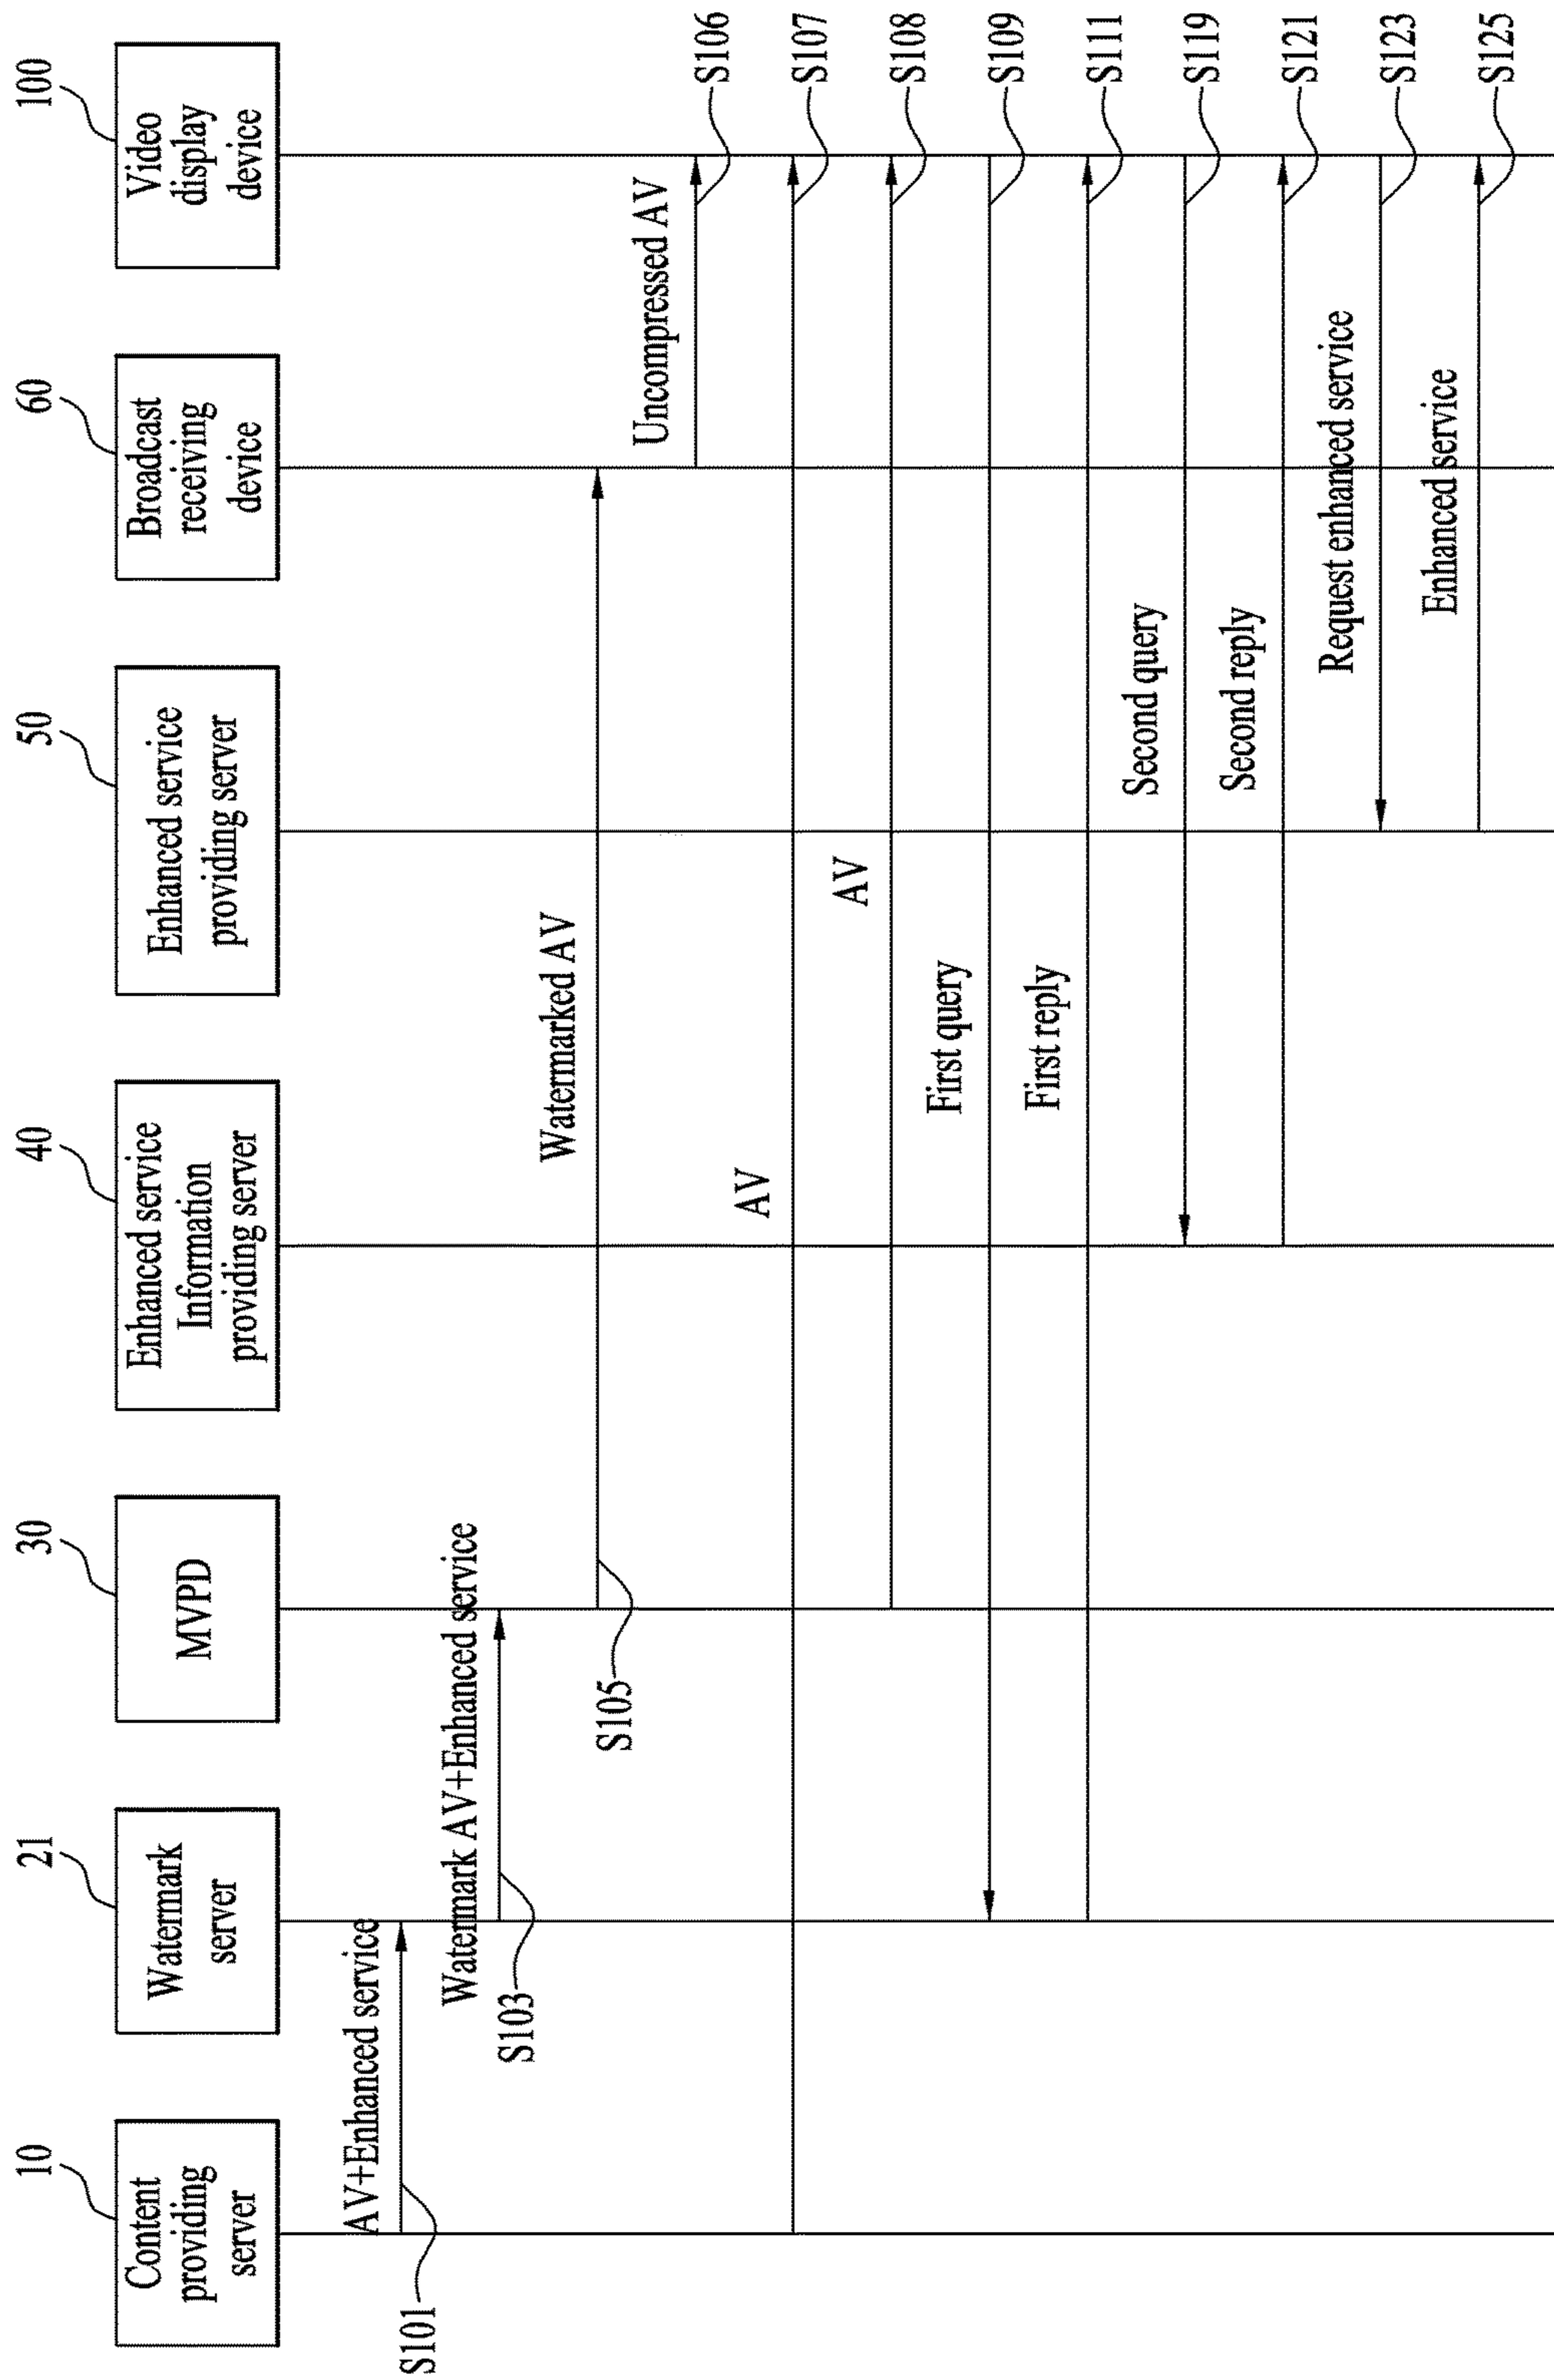 10
21
30
40
50
60
100
Content
providing
server
Watermark
server
MVPD
Enhanced service
Information
providing server
Enhanced service
providing server
Broadcast
receiving
device
Video
display
device
AV+Enhanced service
S101
Watermark AV+Enhanced service
S103
Watermarked AV
S105
Uncompressed AV
S106
AV
S107
AV
S108
First query
S109
First reply
S111
Second query
S119
Second reply
S121
Request enhanced service
S123
Enhanced service
S125